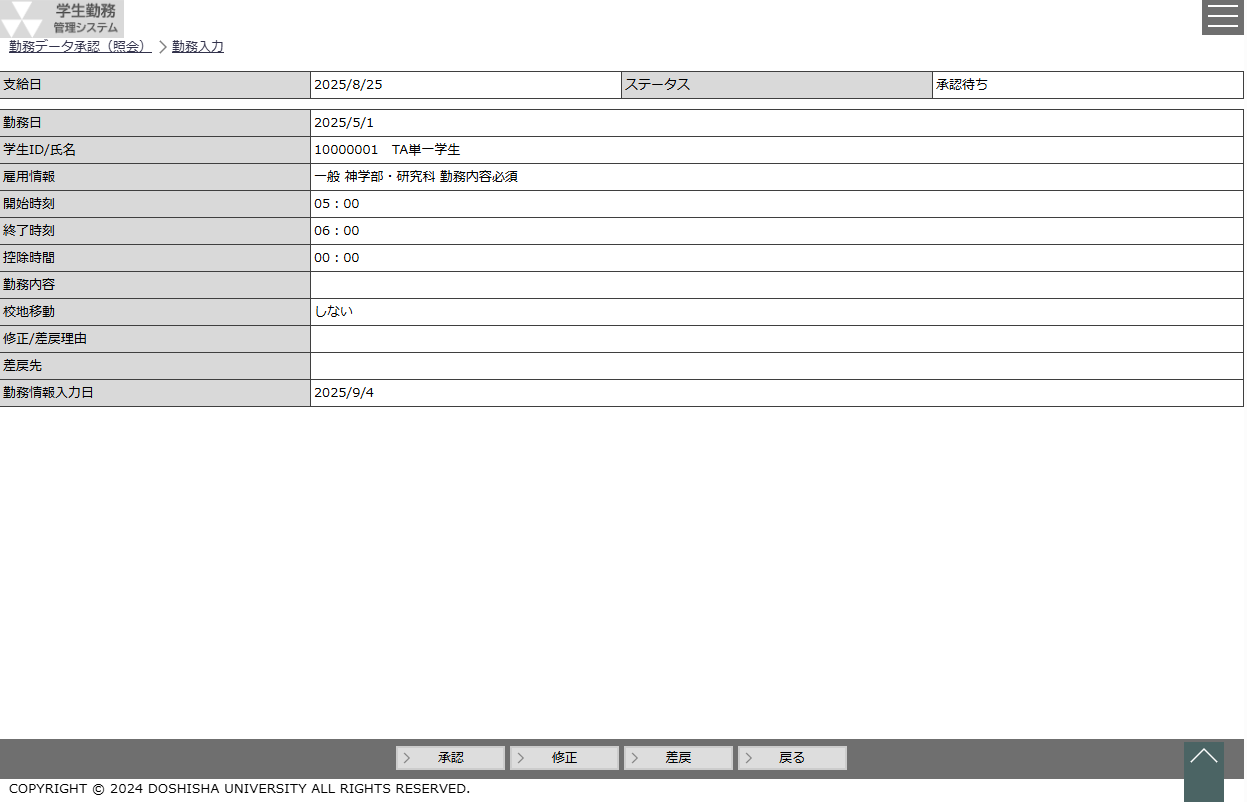 学生勤務
管理システム
勤務データ承認（照会） 勤務入力
支給日 2025/8/25 ステータス 承認待ち
勤務日 2025/5/1
学生ID/氏名 10000001　TA単一学生
雇用情報 一般 神学部・研究科 勤務内容必須
開始時刻 05：00
終了時刻 06：00
控除時間 00：00
勤務内容
校地移動 しない
修正/差戻理由
差戻先
勤務情報入力日 2025/9/4
承認 修正 差戻 戻る
COPYRIGHT © 2024 DOSHISHA UNIVERSITY ALL RIGHTS RESERVED.